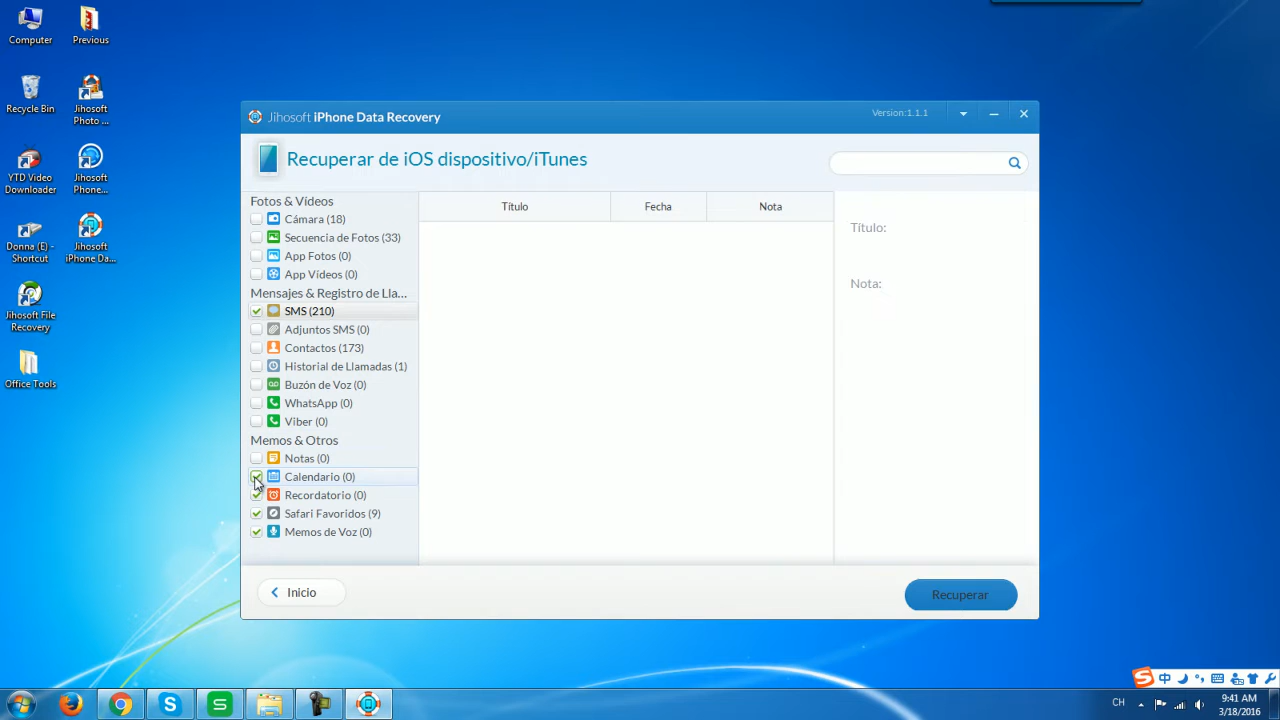 Computer
Previous
Recycle Bin
Jihosoft
Photo ...
YTD Video
Downloader
Jihosoft
Phone...
Donna (E) -
Shortcut
Jihosoft
iPhone Da...
Jihosoft File
Recovery
Office Tools
Jihosoft iPhone Data Recovery
Version:1.1.1
Recuperar de iOS dispositivo/iTunes
Fotos & Vídeos
Cámara (18)
Secuencia de Fotos (33)
App Fotos (0)
App Vídeos (0)
Mensajes & Registro de Lla...
SMS (210)
Adjuntos SMS (0)
Contactos (173)
Historial de Llamadas (1)
Buzón de Voz (0)
WhatsApp (0)
Viber (0)
Memos & Otros
Notas (0)
Calendario (0)
Recordatorio (0)
Safari Favoridos (9)
Memos de Voz (0)
Título
Fecha
Nota
Título:
Nota:
Inicio
Recuperar
中
CH
9:41 AM
3/18/2016